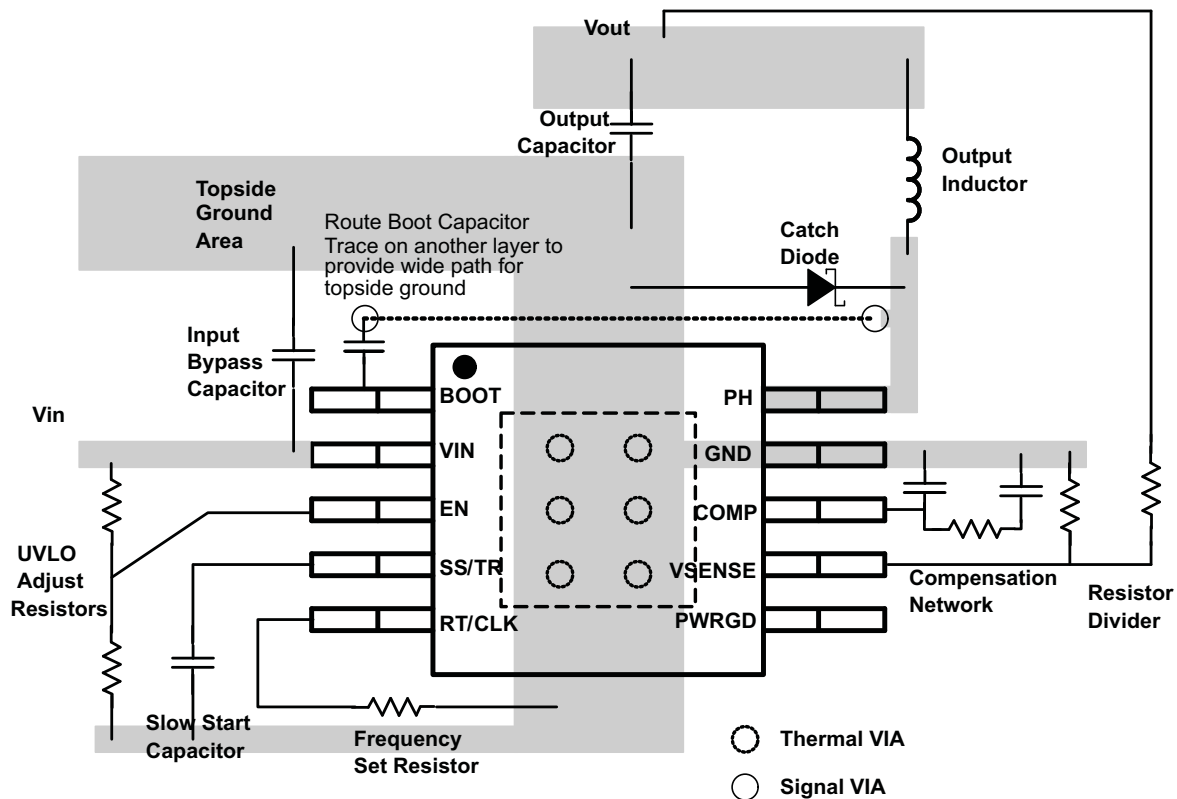 Vout
Output
Capacitor
Output
Inductor
Topside
Ground
Area
Route Boot Capacitor
Trace on another layer to
provide wide path for
topside ground
Catch
Diode
Input
Bypass
Capacitor
Vin
BOOT
VIN
EN
SS/TR
RT/CLK
PH
GND
COMP
VSENSE
PWRGD
UVLO
Adjust
Resistors
Compensation
Network
Resistor
Divider
Slow Start
Capacitor
Frequency
Set Resistor
Thermal VIA
Signal VIA